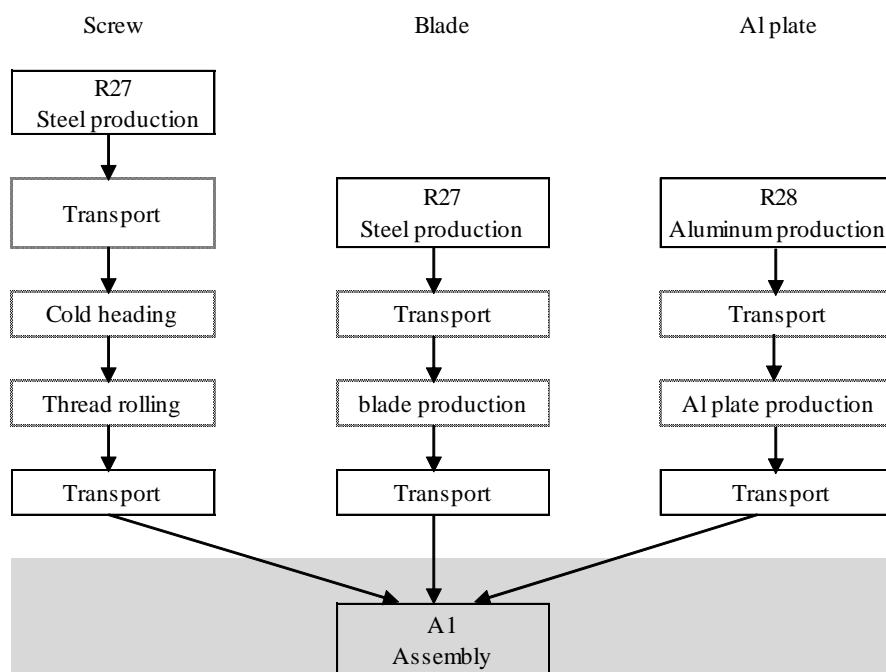 Screw
Blade
Al plate
R27
Steel production
Transport
R27
Steel production
R28
Aluminum production
Cold heading
Transport
Transport
Thread rolling
blade production
Al plate production
Transport
Transport
Transport
A1
Assembly